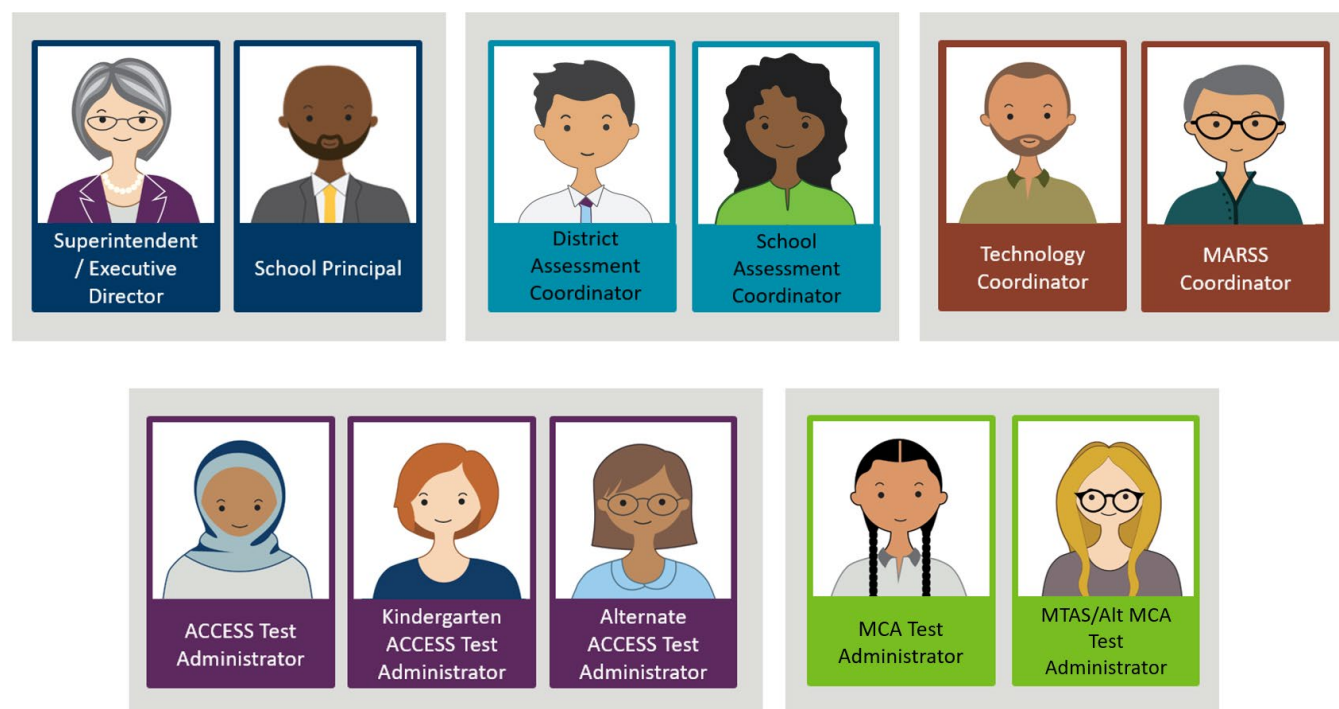 Superintendent
/ Executive
Director
School Principal
District
Assessment
Coordinator
School
Assessment
Coordinator
Technology
Coordinator
MARSS
Coordinator
ACCESS Test
Administrator
Kindergarten
ACCESS Test
Administrator
Alternate
ACCESS Test
Administrator
MCA Test
Administrator
MTAS/Alt MCA
Test
Administrator